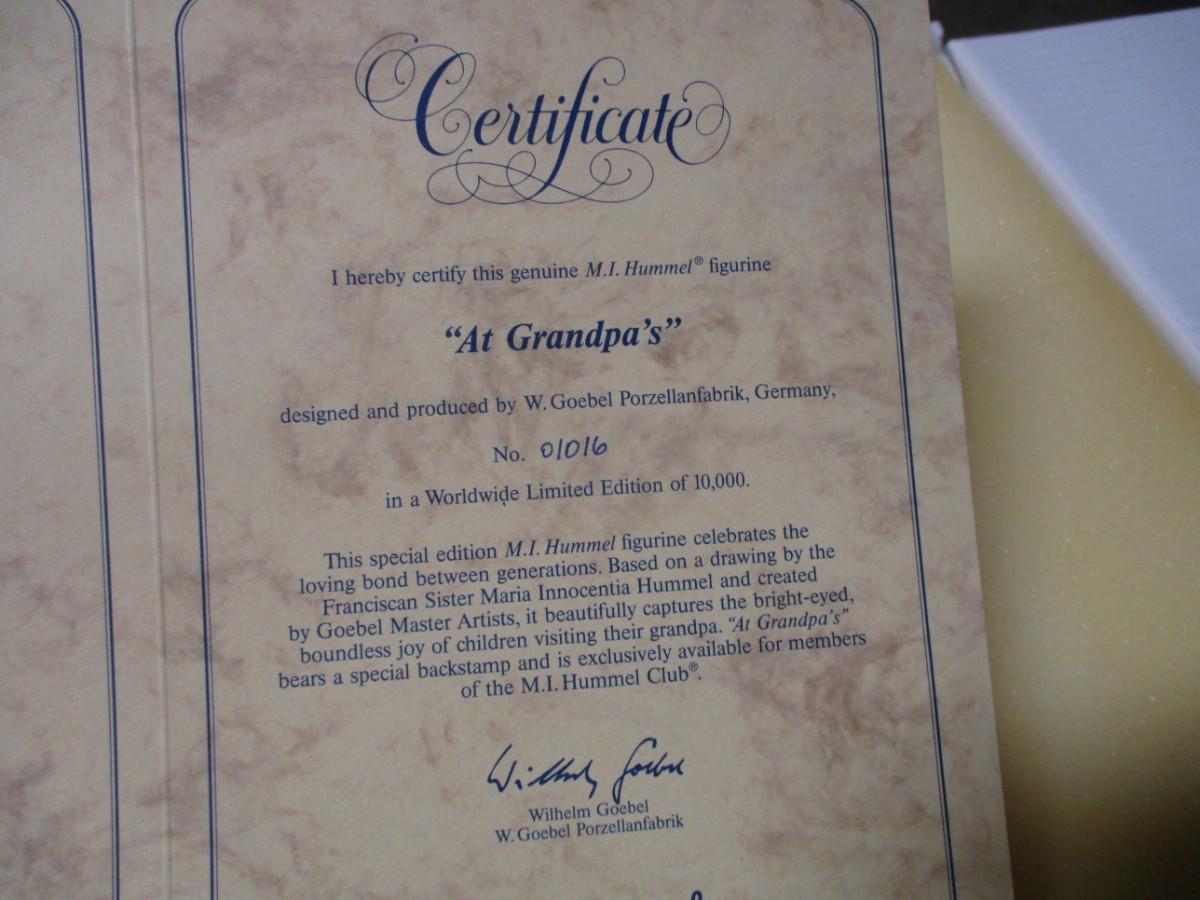 Certificate
I hereby certify this genuine M.I. Hummel® figurine
“At Grandpa’s”
designed and produced by W. Goebel Porzellanfabrik, Germany,
No. 01016
in a Worldwide Limited Edition of 10,000.
This special edition M.I. Hummel figurine celebrates the
loving bond between generations. Based on a drawing by the
Franciscan Sister Maria Innocentia Hummel and created
by Goebel Master Artists, it beautifully captures the bright-eyed,
boundless joy of children visiting their grandpa. “At Grandpa’s”
bears a special backstamp and is exclusively available for members
of the M.I. Hummel Club®.
Wilhelm Goebel
Wilhelm Goebel
W. Goebel Porzellanfabrik